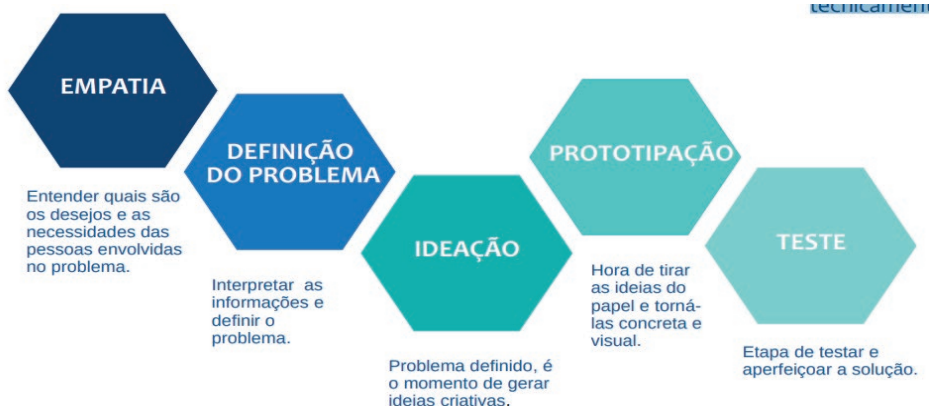 técnicament
EMPATIA
Entender quais são
os desejos e as
necessidades das
pessoas envolvidas
no problema.
DEFINIÇÃO
DO PROBLEMA
Interpretar as
informações e
definir o
problema.
IDEAÇÃO
Problema definido, é
o momento de gerar
ideias criativas.
PROTOTIPAÇÃO
Hora de tirar
as ideias do
papel e torná-
las concreta e
visual.
TESTE
Etapa de testar e
aperfeiçoar a solução.